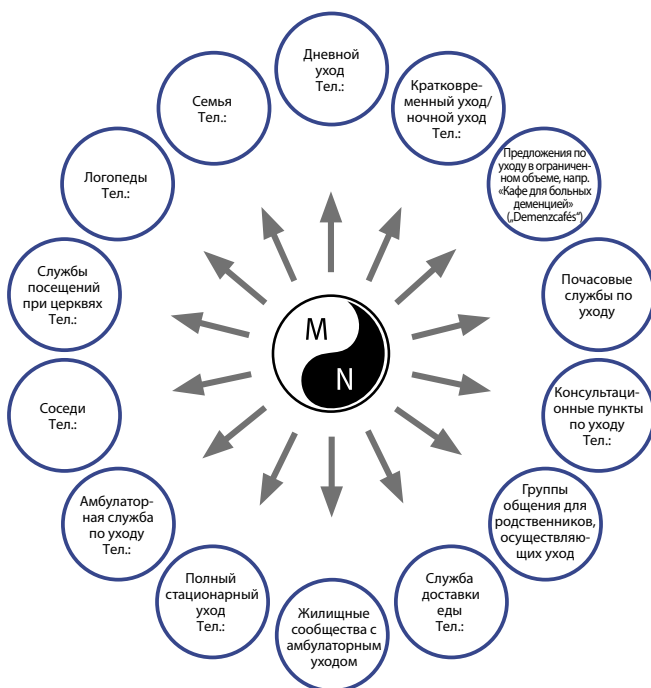 Дневной
уход
Тел.:
Кратковре-
менный уход/
ночной уход
Тел.:
Предложения по
уходу в ограничен-
ном объеме, напр.
«Кафе для больных
деменцией»
(„Demenzcafés“)
Почасовые
службы по
уходу
Консультаци-
онные пункты
по уходу
Тел.:
Группы
общения для
родственников,
осуществляю-
щих уход
Служба
доставки
еды
Тел.:
Жилищные
сообщества с
амбулаторным
уходом
Полный
стационарный
уход
Тел.:
Амбулатор-
ная служба
по уходу
Тел.:
Соседи
Тел.:
Службы
посещений
при церквях
Тел.:
Логопеды
Тел.:
Семья
Тел.:
M
N